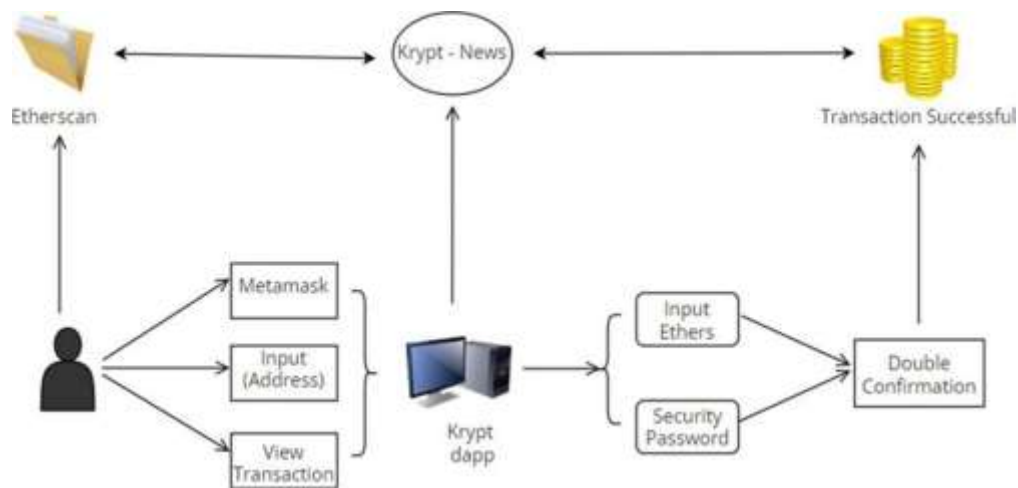 Krypt - News
Etherscan
Transaction Successful
Metamask
Input
(Address)
View
Transaction
Krypt
dapp
Input
Ethers
Security
Password
Double
Confirmation